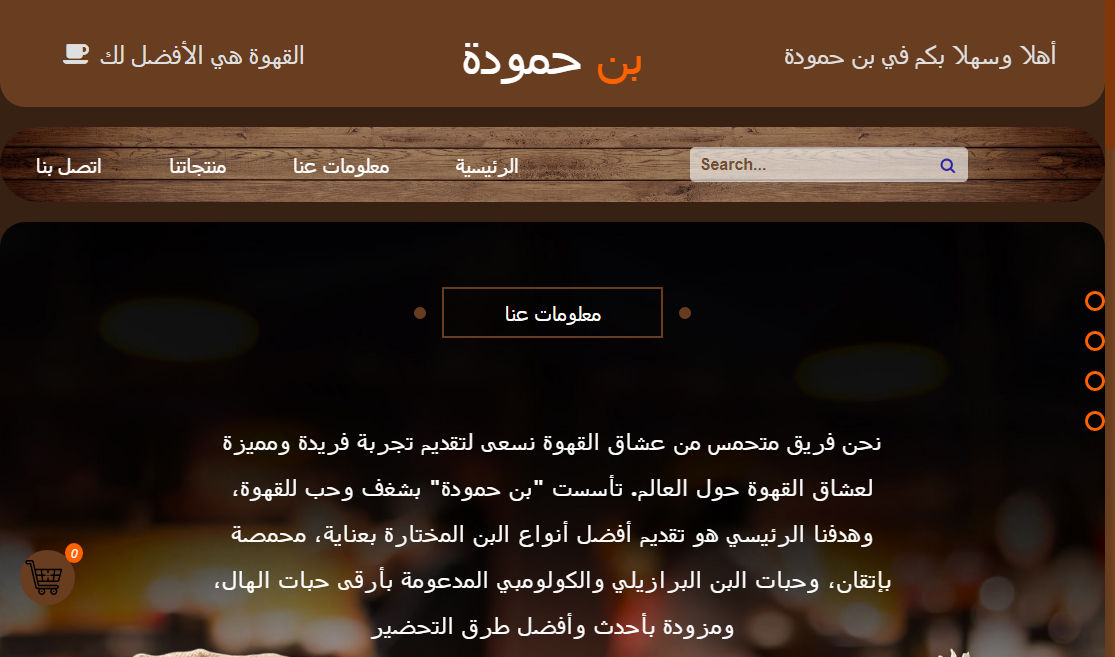 أهلا وسهلا بكم في بن حمودة
بن حمودة
القهوة هي الأفضل لك
Search...
الرئيسية
معلومات عنا
منتجاتنا
اتصل بنا
معلومات عنا
نحن فريق متحمس من عشاق القهوة نسعى لتقديم تجربة فريدة ومميزة
لعشاق القهوة حول العالم. تأسست "بن حمودة" بشغف وحب للقهوة،
وهدفنا الرئيسي هو تقديم أفضل أنواع البن المختارة بعناية، محمصة
بإتقان، وحبات البن البرازيلي والكولومبي المدعومة بأرقى حبات الهال،
ومزودة بأحدث وأفضل طرق التحضير
0